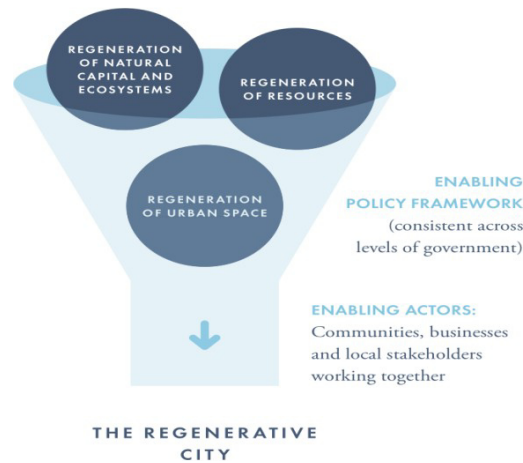 REGENERATION
OF NATURAL
CAPITAL AND
ECOSYSTEMS
REGENERATION
OF RESOURCES
REGENERATION
OF URBAN SPACE
ENABLING
POLICY FRAMEWORK
(consistent across
levels of government)
ENABLING ACTORS:
Communities, businesses
and local stakeholders
working together
THE REGENERATIVE
CITY